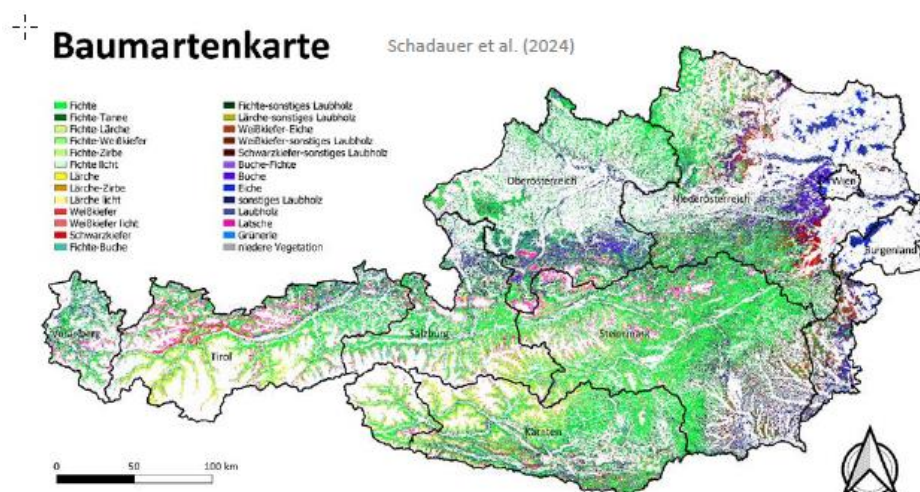 Baumartenkarte
Schadauer et al. (2024)
Fichte
Fichte-Tanne
Fichte-Lärche
Fichte-Weißkiefer
Fichte-Zirbe
Fichte licht
Lärche
Lärche-Zirbe
Lärche licht
Weißkiefer
Weißkiefer licht
Schwarzkiefer
Fichte-Buche
Fichte-sonstiges Laubholz
Lärche-sonstiges Laubholz
Weißkiefer-Eiche
Weißkiefer-sonstiges Laubholz
Schwarzkiefer-sonstiges Laubholz
Buche-Fichte
Buche
Eiche
sonstiges Laubholz
Laubholz
Latsche
Grünerle
niedere Vegetation
Oberösterreich
Niederösterreich
Wien
Burgenland
Vorarlberg
Tirol
Salzburg
Steiermark
Kärnten
0 50 100 km